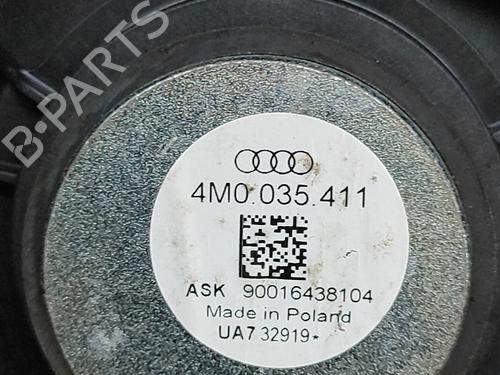 B-PARTS
4M0.035.411
ASK 90016438104
Made in Poland
UA7 32919*